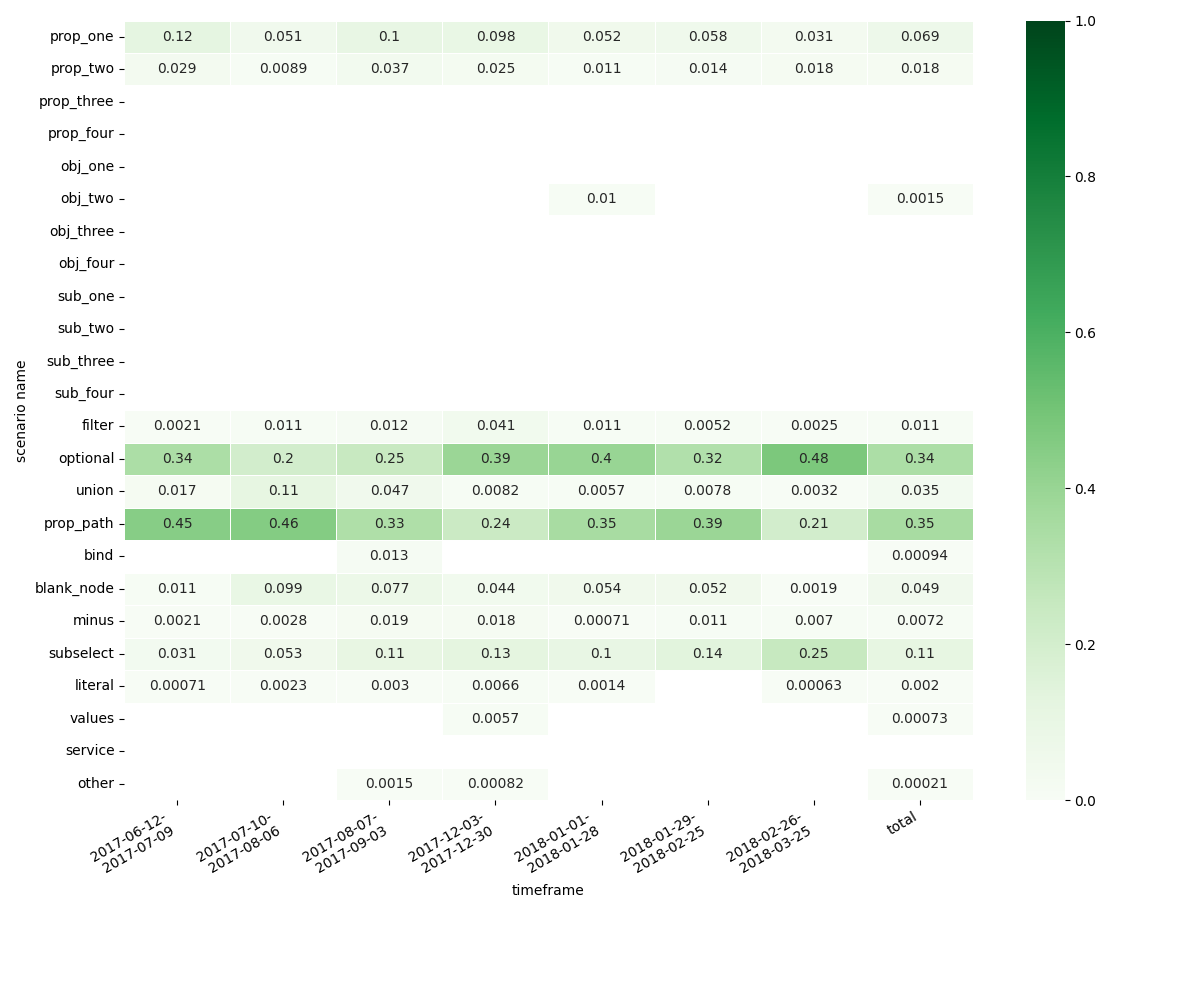 prop_one 0.12 0.051 0.1 0.098 0.052 0.058 0.031 0.069
prop_two 0.029 0.0089 0.037 0.025 0.011 0.014 0.018 0.018
prop_three
prop_four
obj_one
obj_two 0.01 0.0015
obj_three
obj_four
sub_one
sub_two
sub_three
sub_four
filter 0.0021 0.011 0.012 0.041 0.011 0.0052 0.0025 0.011
optional 0.34 0.2 0.25 0.39 0.4 0.32 0.48 0.34
union 0.017 0.11 0.047 0.0082 0.0057 0.0078 0.0032 0.035
prop_path 0.45 0.46 0.33 0.24 0.35 0.39 0.21 0.35
bind 0.013 0.00094
blank_node 0.011 0.099 0.077 0.044 0.054 0.052 0.0019 0.049
minus 0.0021 0.0028 0.019 0.018 0.00071 0.011 0.007 0.0072
subselect 0.031 0.053 0.11 0.13 0.1 0.14 0.25 0.11
literal 0.00071 0.0023 0.003 0.0066 0.0014 0.00063 0.002
values 0.0057 0.00073
service
other 0.0015 0.00082 0.00021
scenario name
2017-06-12-
2017-07-09
2017-07-10-
2017-08-06
2017-08-07-
2017-09-03
2017-12-03-
2017-12-30
2018-01-01-
2018-01-28
2018-01-29-
2018-02-25
2018-02-26-
2018-03-25
total
timeframe
1.0
0.8
0.6
0.4
0.2
0.0